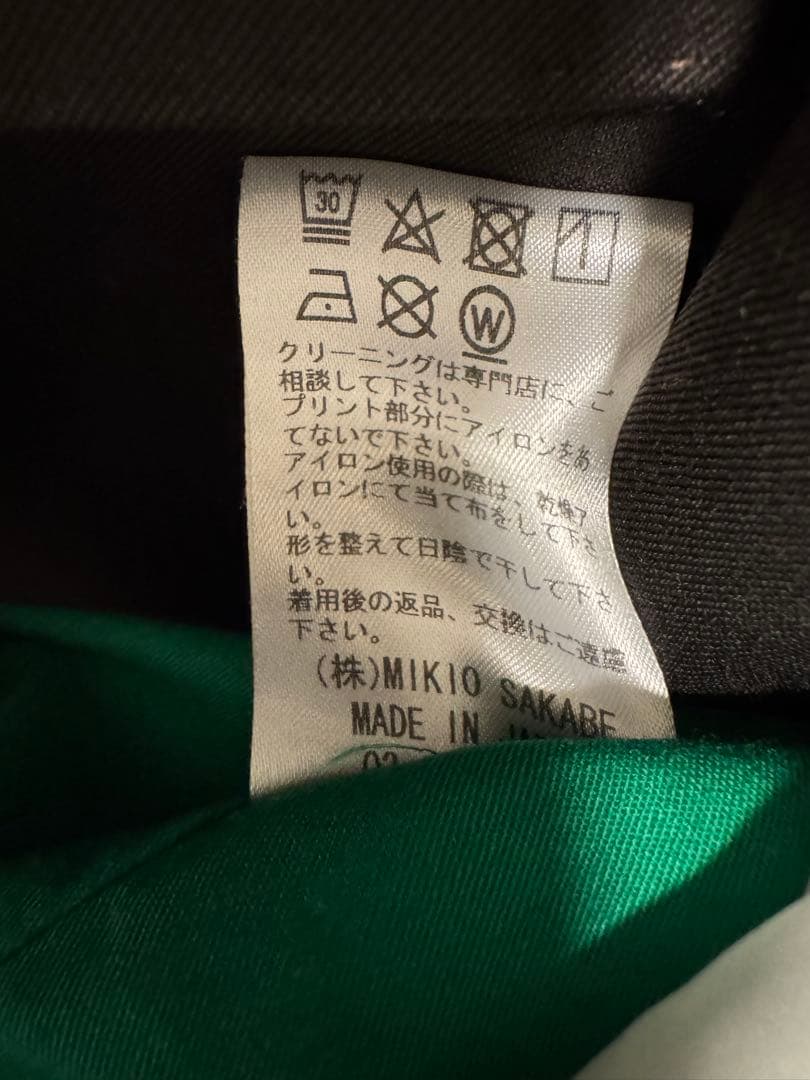 30
W
クリーニングは専門店に、ご
相談して下さい。
プリント部分にアイロンをあ
てないで下さい。
アイロン使用の際は、乾燥ア
イロンにて当て布をして下さ
い。
形を整えて日陰で干して下さ
い。
着用後の返品、交換はご遠慮
下さい。
(株)MIKIO SAKABE
MADE IN